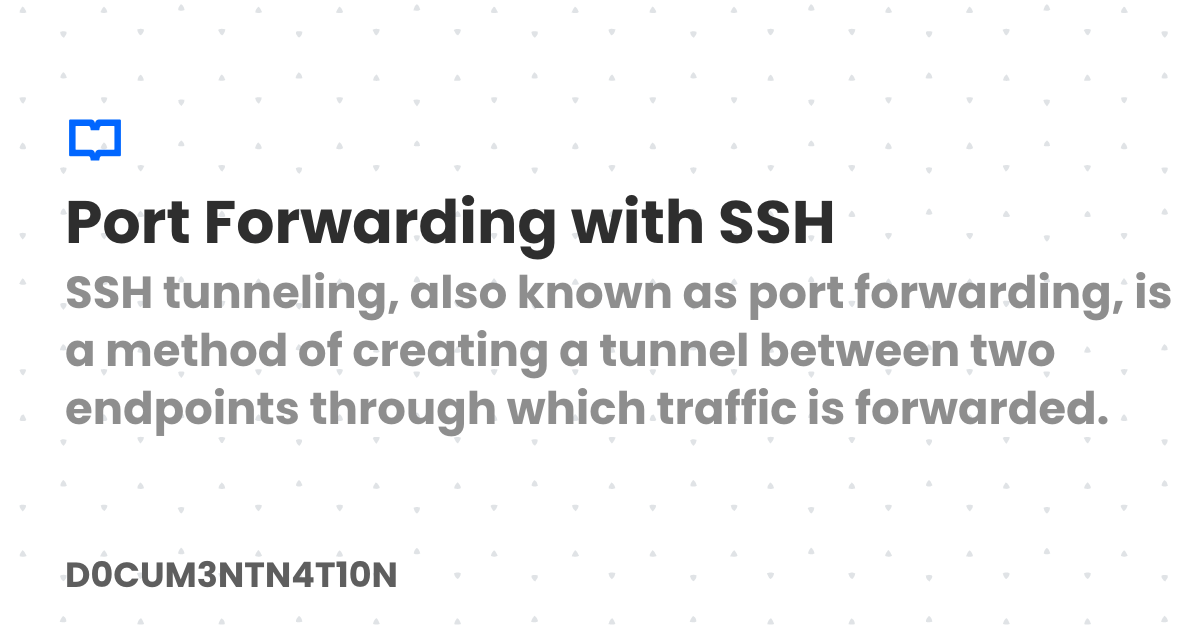 Port Forwarding with SSH
SSH tunneling, also known as port forwarding, is
a method of creating a tunnel between two
endpoints through which traffic is forwarded.
D0CUM3NTN4T10N